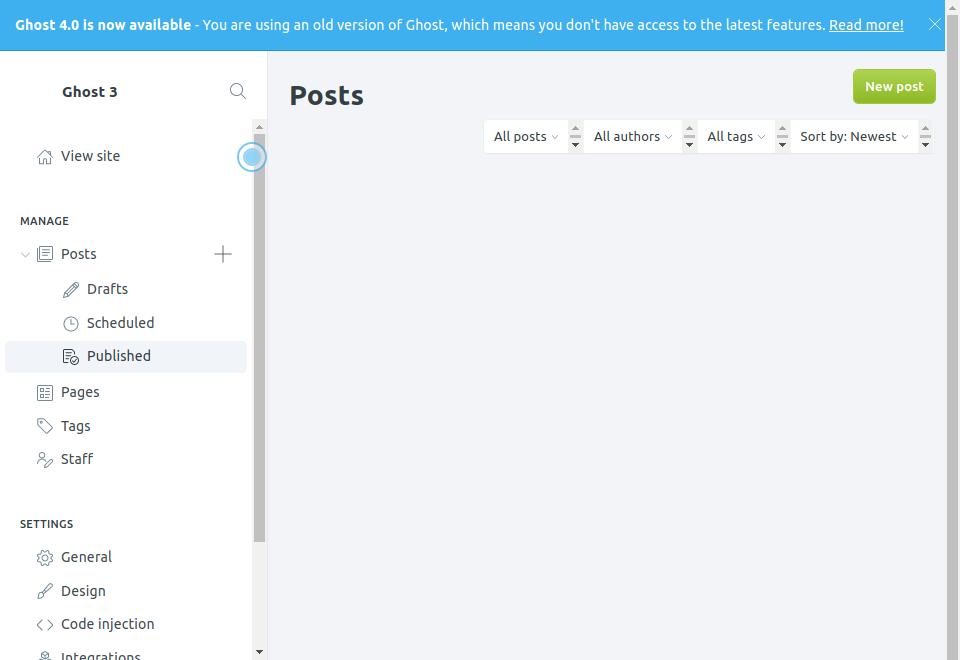 Ghost 4.0 is now available - You are using an old version of Ghost, which means you don't have access to the latest features. Read more!
Ghost 3
View site
MANAGE
Posts
Drafts
Scheduled
Published
Pages
Tags
Staff
SETTINGS
General
Design
Code injection
Integrations
Posts
New post
All posts
All authors
All tags
Sort by: Newest